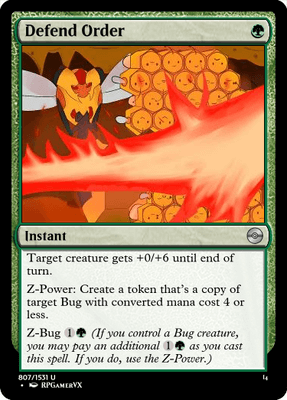 Defend Order
Instant
Target creature gets +0/+6 until end of
turn.
Z-Power: Create a token that's a copy of
target Bug with converted mana cost 4 or
less.
Z-Bug 1 (If you control a Bug creature,
you may pay an additional 1 as you cast
this spell. If you do, use the Z-Power.)
807/1531 U
• RPGamerVX